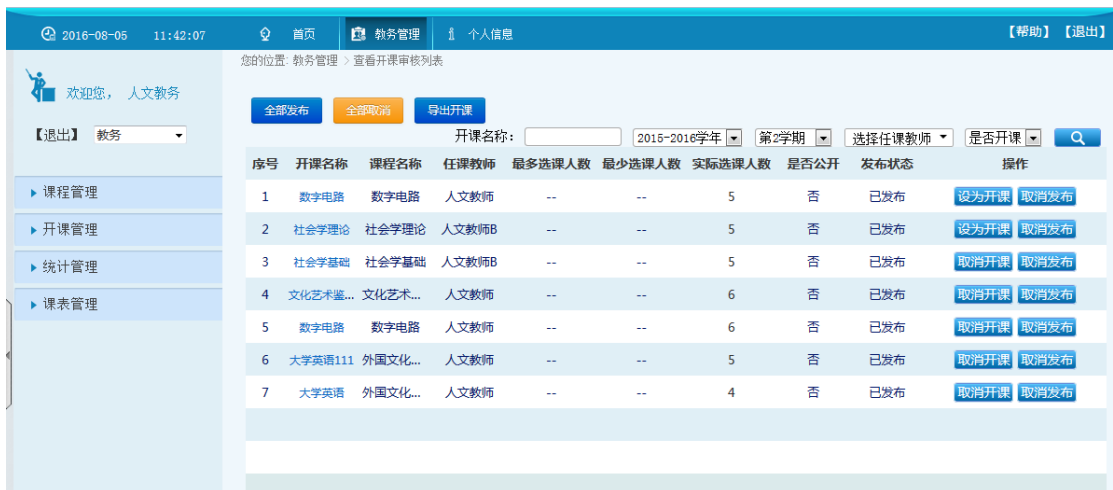 2016-08-05 11:42:07 首页 教务管理 个人信息 【帮助】 【退出】
您的位置: 教务管理 > 查看开课审核列表
欢迎您， 人文教务
【退出】 教务
全部发布 全部取消 导出开课
开课名称： 2015-2016学年 第2学期 选择任课教师 是否开课
序号 开课名称 课程名称 任课教师 最多选课人数 最少选课人数 实际选课人数 是否公开 发布状态 操作
1 数字电路 数字电路 人文教师 -- -- 5 否 已发布 设为开课 取消发布
2 社会学理论 社会学理论 人文教师B -- -- 5 否 已发布 设为开课 取消发布
3 社会学基础 社会学基础 人文教师B -- -- 5 否 已发布 取消开课 取消发布
4 文化艺术鉴... 文化艺术... 人文教师 -- -- 6 否 已发布 取消开课 取消发布
5 数字电路 数字电路 人文教师 -- -- 6 否 已发布 取消开课 取消发布
6 大学英语111 外国文化... 人文教师 -- -- 5 否 已发布 取消开课 取消发布
7 大学英语 外国文化... 人文教师 -- -- 4 否 已发布 取消开课 取消发布
课程管理
开课管理
统计管理
课表管理